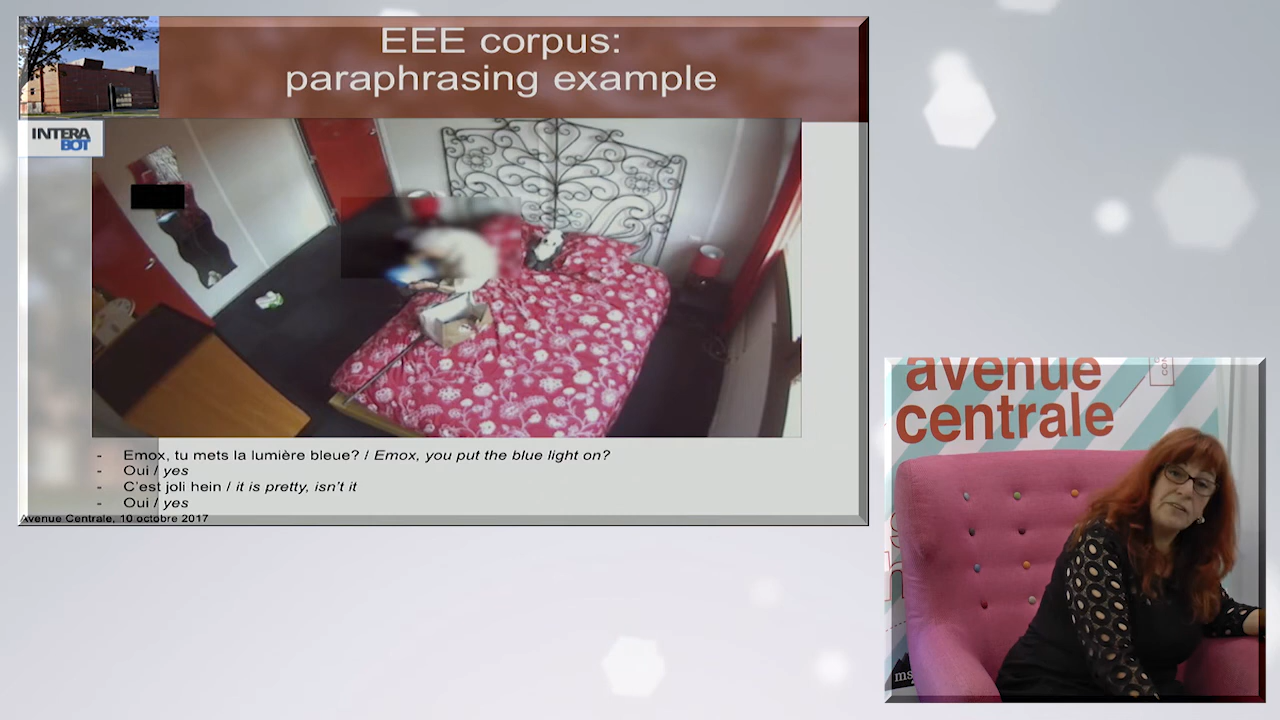 EEE corpus:
paraphrasing example
INTERA
BOT
- Emox, tu mets la lumière bleue? / Emox, you put the blue light on?
- Oui / yes
- C'est joli hein / it is pretty, isn't it
- Oui / yes
Avenue Centrale, 10 octobre 2017
avenue
centrale